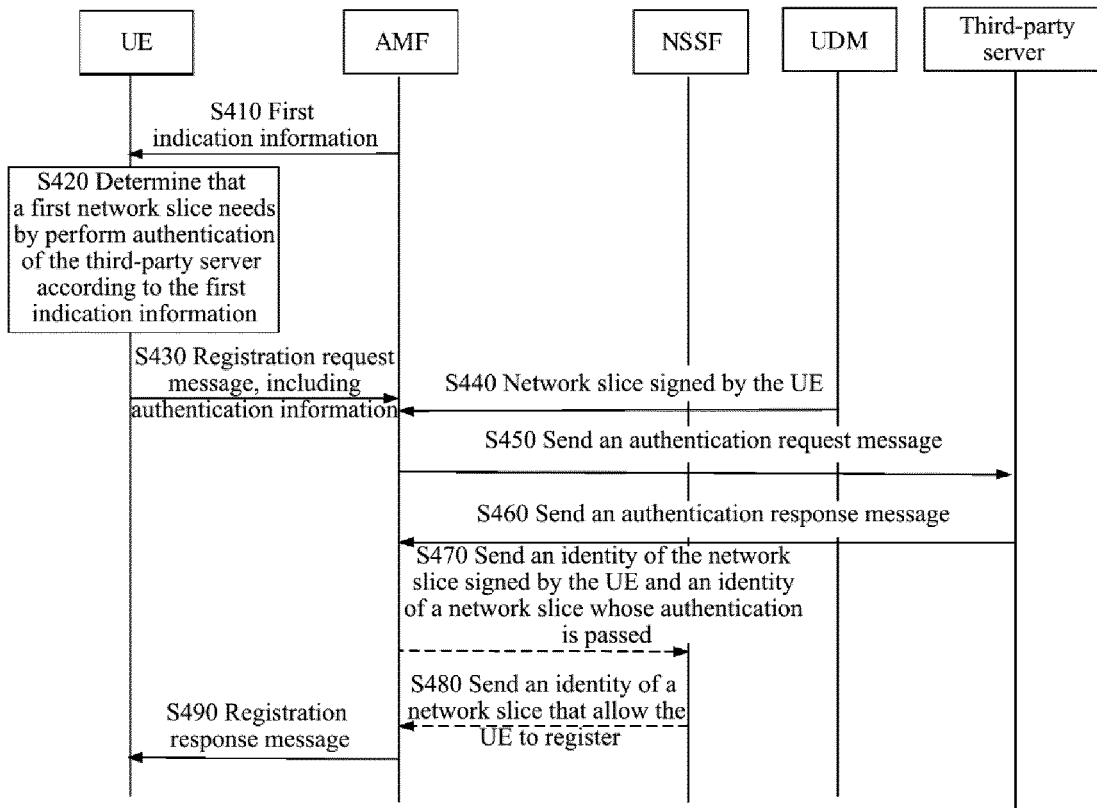 UE
AMF
NSSF
UDM
Third-party
server
S410 First
indication information
S420 Determine that
a first network slice needs
by perform authentication
of the third-party server
according to the first
indication information
S430 Registration request
message, including
authentication information
S440 Network slice signed by the UE
S450 Send an authentication request message
S460 Send an authentication response message
S470 Send an identity of the network
slice signed by the UE and an identity
of a network slice whose authentication
is passed
S480 Send an identity of a
network slice that allow the
UE to register
S490 Registration
response message